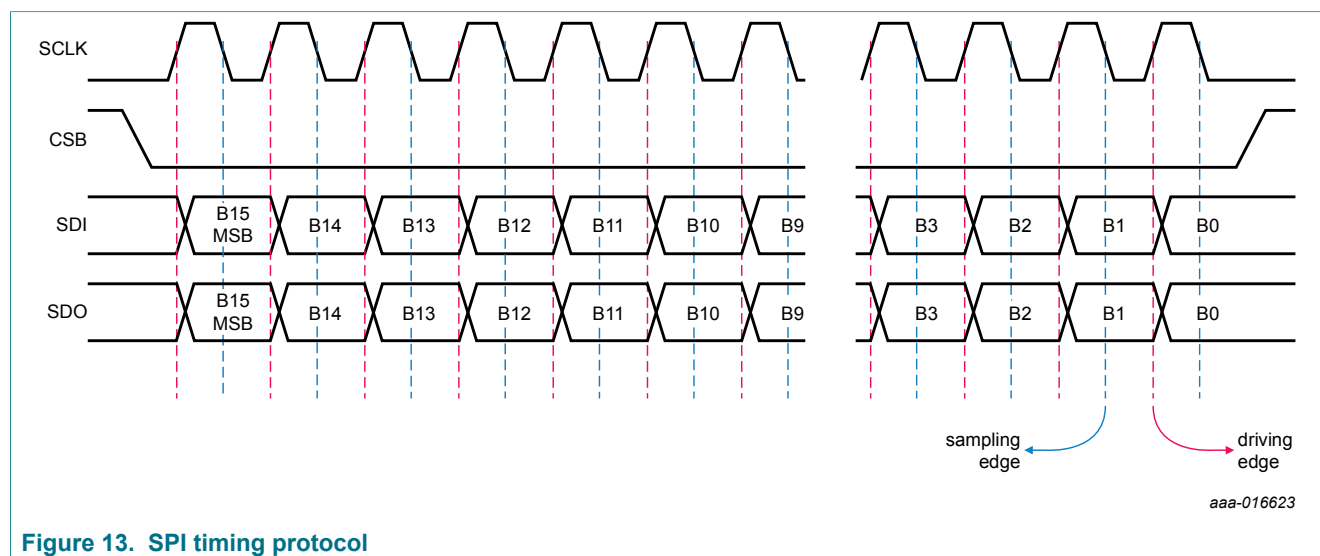 SCLK
CSB
SDI
B15
MSB
B14
B13
B12
B11
B10
B9
B3
B2
B1
B0
SDO
B15
MSB
B14
B13
B12
B11
B10
B9
B3
B2
B1
B0
sampling
edge
driving
edge
aaa-016623
Figure 13. SPI timing protocol